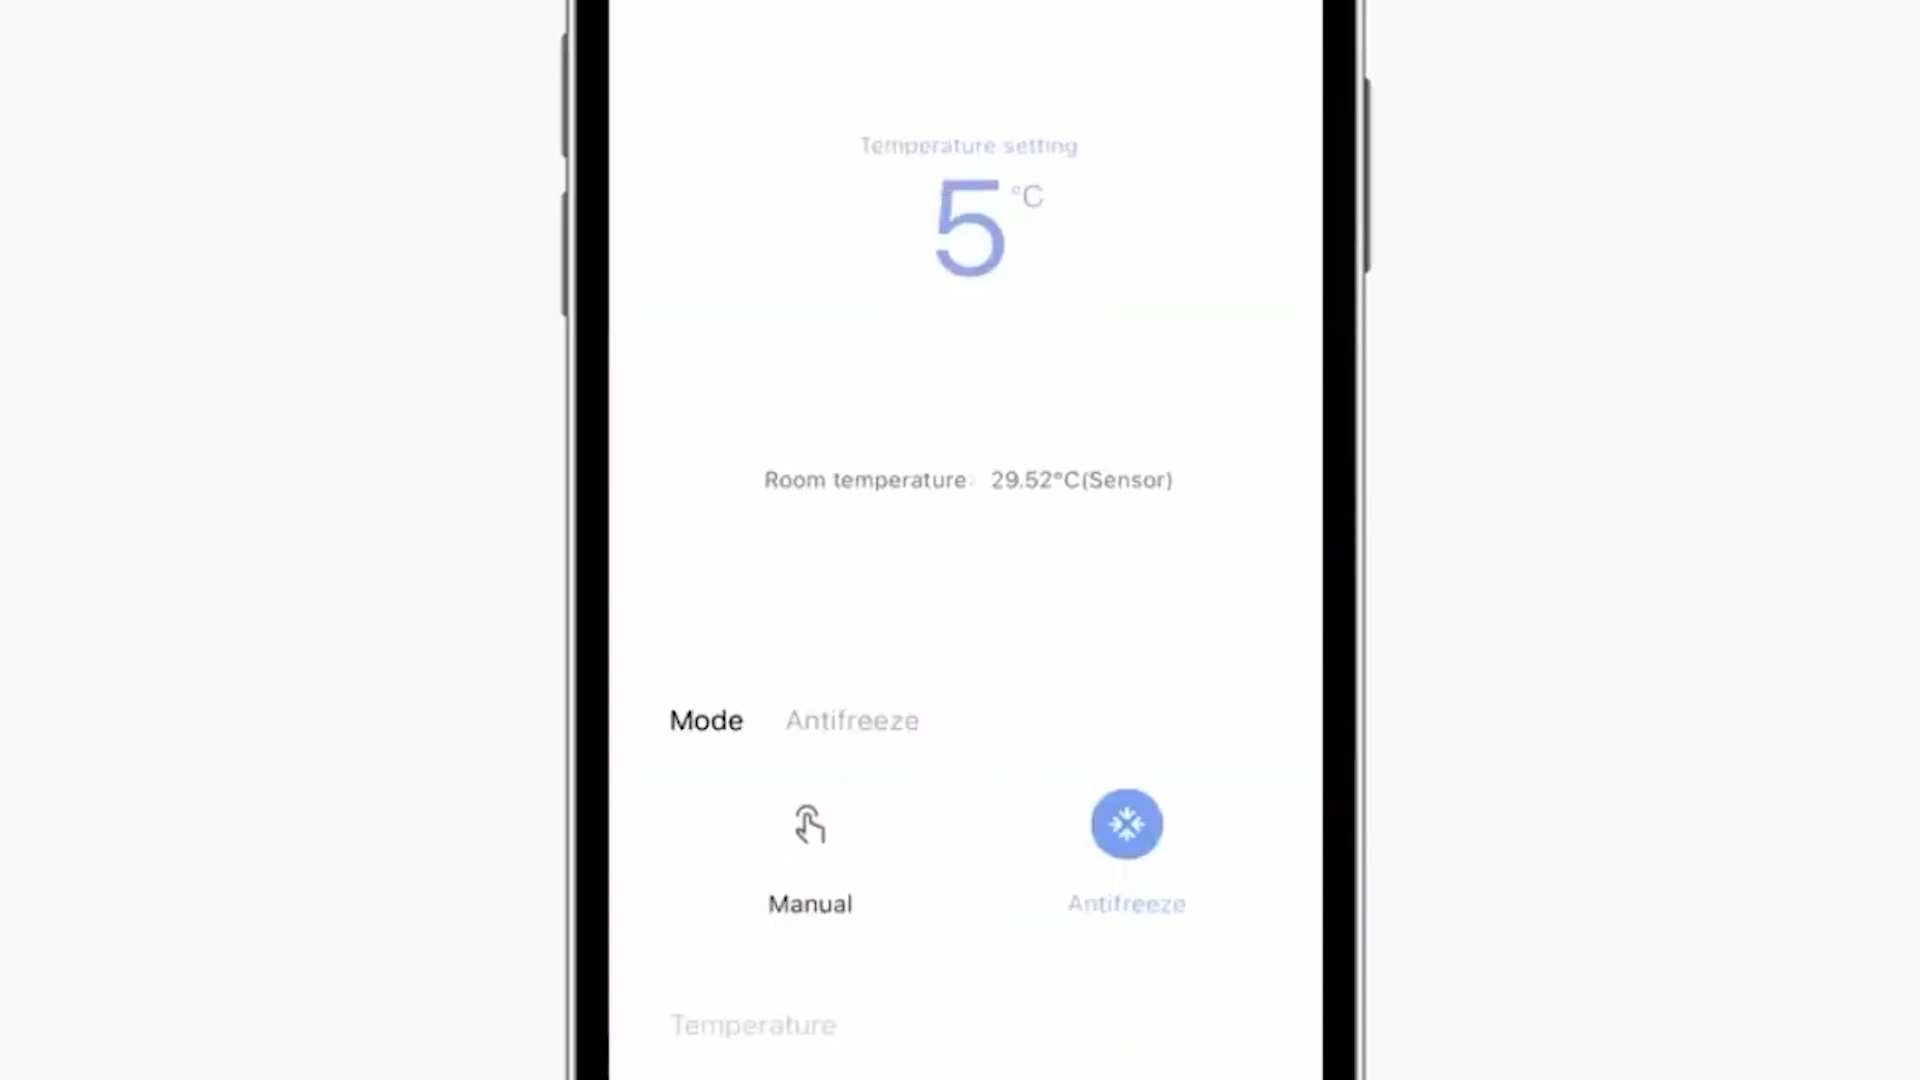 Temperature setting
5 °C
Room temperature: 29.52°C(Sensor)
Mode Antifreeze
Manual Antifreeze
Temperature